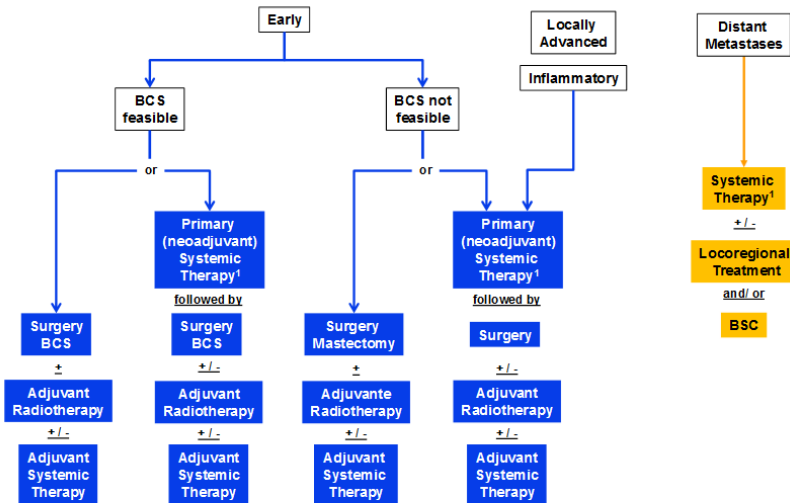 Early
Locally
Advanced
Distant
Metastases
Inflammatory
BCS
feasible
BCS not
feasible
or
or
Primary
(neoadjuvant)
Systemic
Therapy1
followed by
Primary
(neoadjuvant)
Systemic
Therapy1
followed by
Systemic
Therapy1
+ / -
Locoregional
Treatment
and/ or
BSC
Surgery
BCS
+
Adjuvant
Radiotherapy
+ / -
Adjuvant
Systemic
Therapy
Surgery
BCS
+ / -
Adjuvant
Radiotherapy
+ / -
Adjuvant
Systemic
Therapy
Surgery
Mastectomy
+
Adjuvante
Radiotherapy
+ / -
Adjuvant
Systemic
Therapy
Surgery
+ / -
Adjuvant
Radiotherapy
+ / -
Adjuvant
Systemic
Therapy